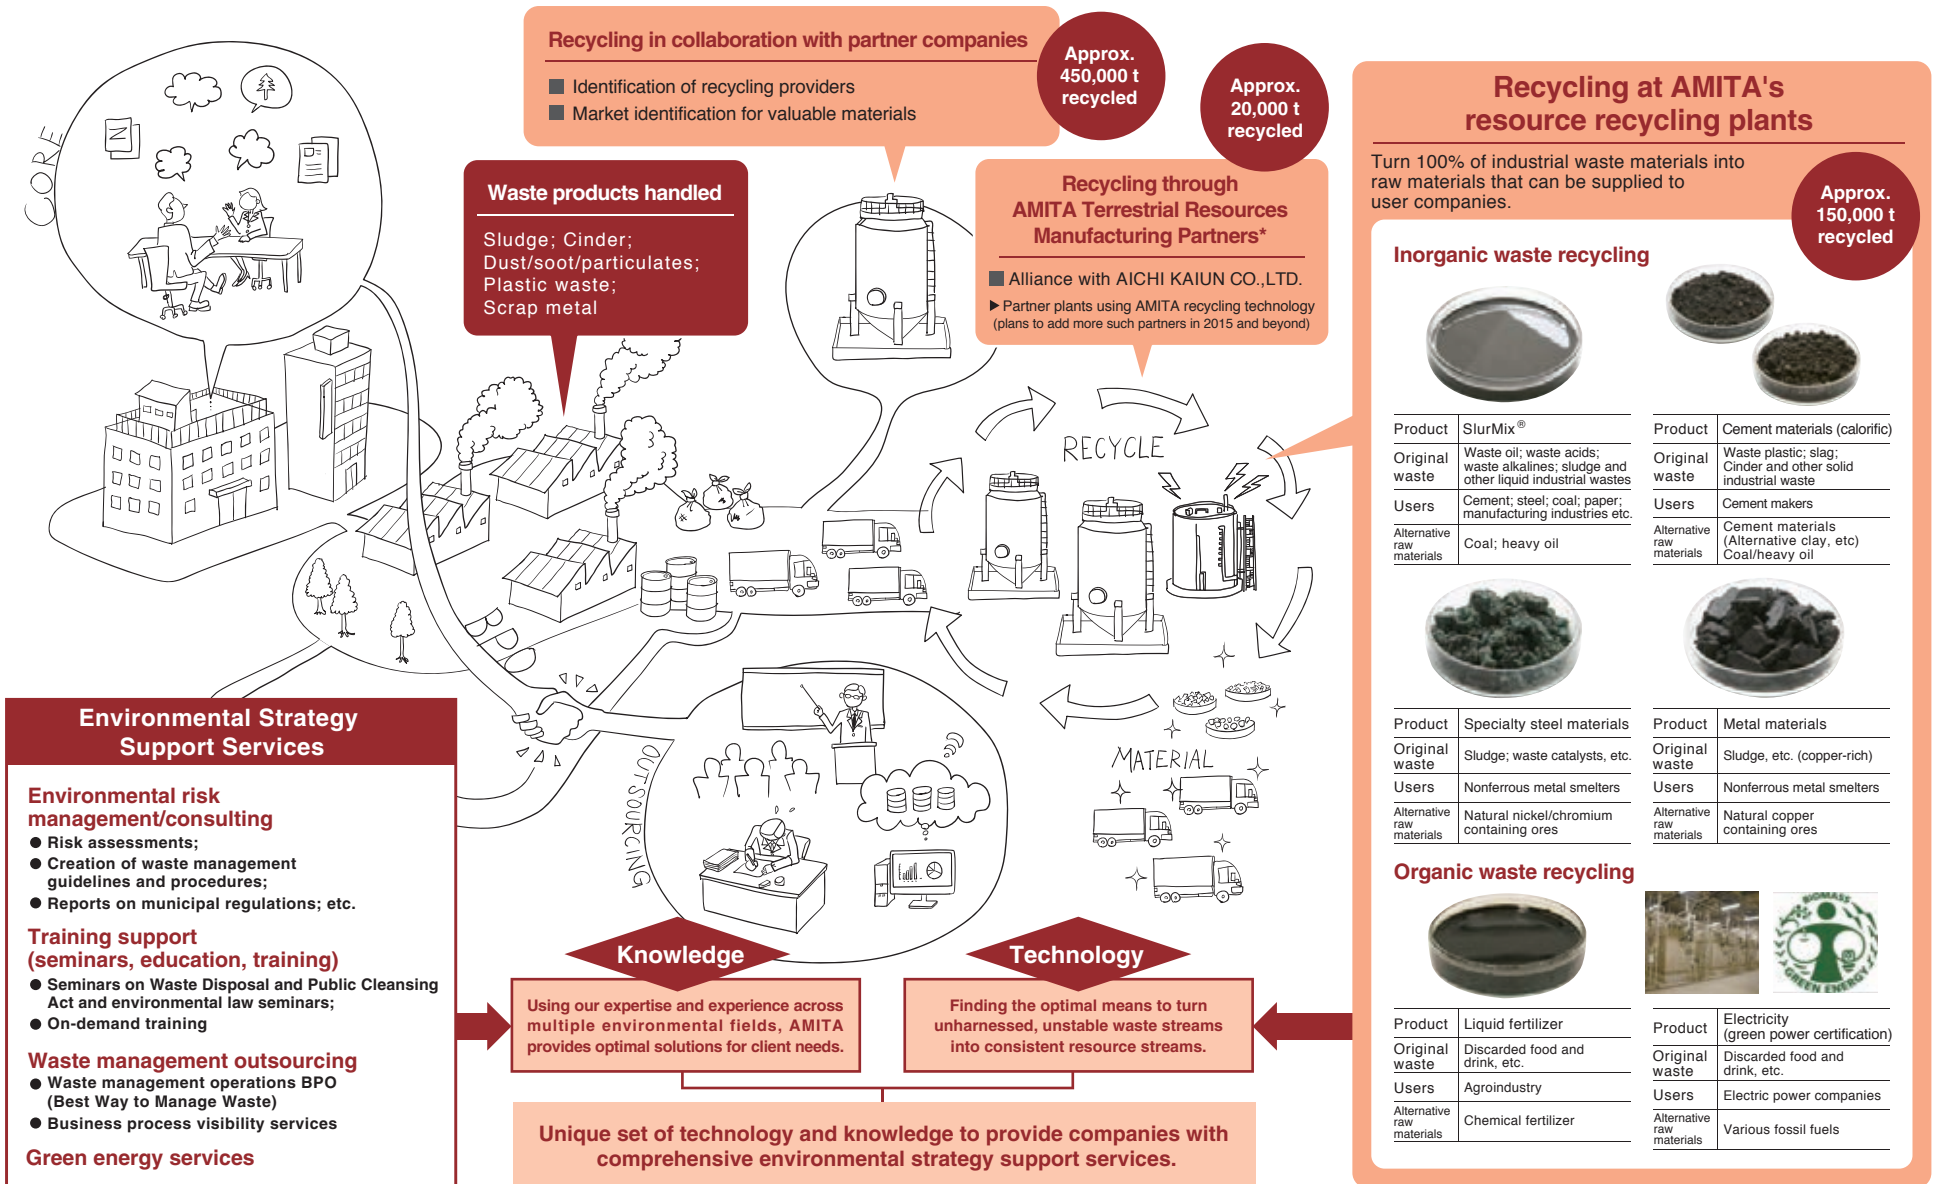 CORE
Recycling in collaboration with partner companies
Identification of recycling providers
Market identification for valuable materials
Approx.
450,000 t
recycled
Approx.
20,000 t
recycled
Waste products handled
Sludge; Cinder;
Dust/soot/particulates;
Plastic waste;
Scrap metal
Recycling through
AMITA Terrestrial Resources
Manufacturing Partners*
Alliance with AICHI KAIUN CO.,LTD.
Partner plants using AMITA recycling technology
(plans to add more such partners in 2015 and beyond)
RECYCLE
BPO
OUTSOURCING
MATERIAL
Environmental Strategy
Support Services
Environmental risk
management/consulting
● Risk assessments;
● Creation of waste management
guidelines and procedures;
● Reports on municipal regulations; etc.
Training support
(seminars, education, training)
● Seminars on Waste Disposal and Public Cleansing
Act and environmental law seminars;
● On-demand training
Waste management outsourcing
● Waste management operations BPO
(Best Way to Manage Waste)
● Business process visibility services
Green energy services
Knowledge
Using our expertise and experience across
multiple environmental fields, AMITA
provides optimal solutions for client needs.
Technology
Finding the optimal means to turn
unharnessed, unstable waste streams
into consistent resource streams.
Unique set of technology and knowledge to provide companies with
comprehensive environmental strategy support services.
Recycling at AMITA's
resource recycling plants
Turn 100% of industrial waste materials into
raw materials that can be supplied to
user companies.
Approx.
150,000 t
recycled
Inorganic waste recycling
Product SlurMix®
Original waste Waste oil; waste acids;
waste alkalines; sludge and
other liquid industrial wastes
Users Cement; steel; coal; paper;
manufacturing industries etc.
Alternative raw materials Coal; heavy oil
Product Cement materials (calorific)
Original waste Waste plastic; slag;
Cinder and other solid
industrial waste
Users Cement makers
Alternative raw materials Cement materials
(Alternative clay, etc)
Coal/heavy oil
Product Specialty steel materials
Original waste Sludge; waste catalysts, etc.
Users Nonferrous metal smelters
Alternative raw materials Natural nickel/chromium
containing ores
Product Metal materials
Original waste Sludge, etc. (copper-rich)
Users Nonferrous metal smelters
Alternative raw materials Natural copper
containing ores
Organic waste recycling
BIOMASS
GREEN ENERGY
Product Liquid fertilizer
Original waste Discarded food and
drink, etc.
Users Agroindustry
Alternative raw materials Chemical fertilizer
Product Electricity
(green power certification)
Original waste Discarded food and
drink, etc.
Users Electric power companies
Alternative raw materials Various fossil fuels